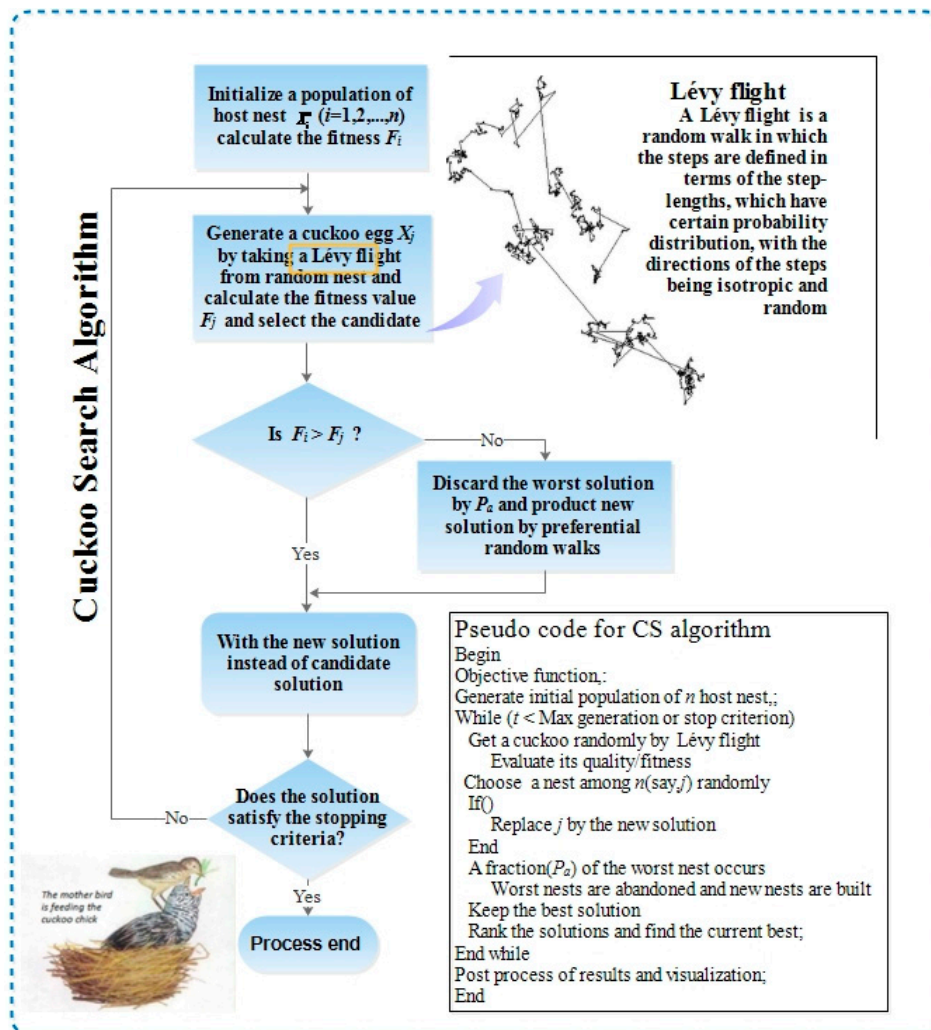 Cuckoo Search Algorithm
Initialize a population of
host nest x_i (i=1,2,...,n)
calculate the fitness F_i
Generate a cuckoo egg X_j
by taking a Lévy flight
from random nest and
calculate the fitness value
F_j and select the candidate
Is F_i > F_j ?
No
Discard the worst solution
by P_a and product new
solution by preferential
random walks
Yes
With the new solution
instead of candidate
solution
Does the solution
satisfy the stopping
criteria?
No
Yes
Process end
Lévy flight
A Lévy flight is a
random walk in which
the steps are defined in
terms of the step-
lengths, which have
certain probability
distribution, with the
directions of the steps
being isotropic and
random
Pseudo code for CS algorithm
Begin
Objective function,:
Generate initial population of n host nest,;
While (t < Max generation or stop criterion)
Get a cuckoo randomly by Lévy flight
Evaluate its quality/fitness
Choose a nest among n(say,j) randomly
If()
Replace j by the new solution
End
A fraction(P_a) of the worst nest occurs
Worst nests are abandoned and new nests are built
Keep the best solution
Rank the solutions and find the current best;
End while
Post process of results and visualization;
End
The mother bird
is feeding the
cuckoo chick